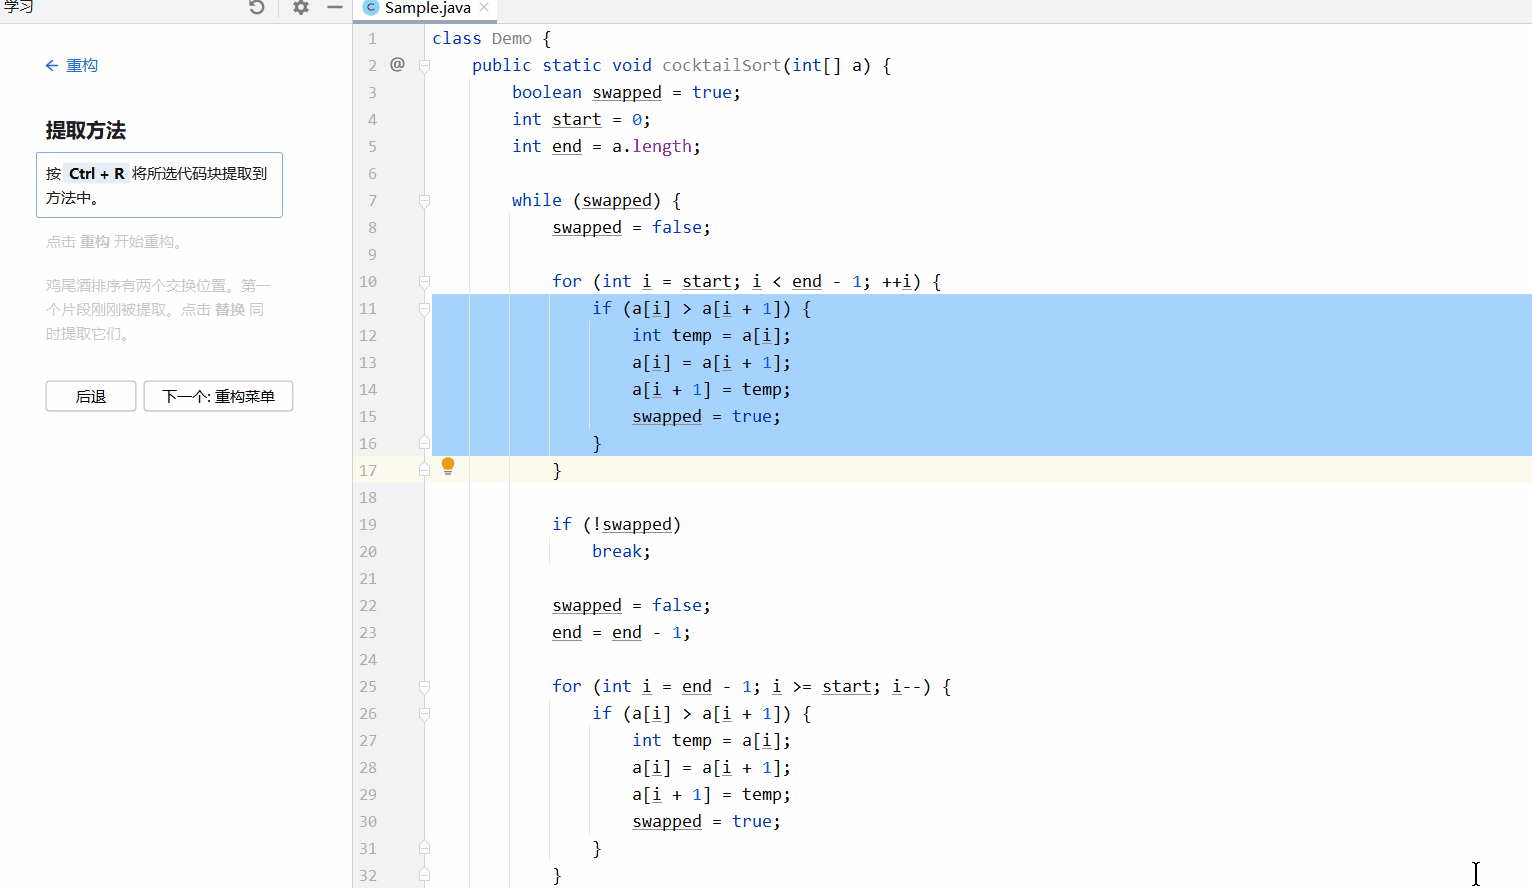 学习
Sample.java
← 重构
提取方法
按 Ctrl + R 将所选代码块提取到
方法中。
点击 重构 开始重构。
鸡尾酒排序有两个交换位置。第一
个片段刚刚被提取。点击 替换 同
时提取它们。
后退
下一个: 重构菜单
1 class Demo {
2 @ public static void cocktailSort(int[] a) {
3 boolean swapped = true;
4 int start = 0;
5 int end = a.length;
6
7 while (swapped) {
8 swapped = false;
9
10 for (int i = start; i < end - 1; ++i) {
11 if (a[i] > a[i + 1]) {
12 int temp = a[i];
13 a[i] = a[i + 1];
14 a[i + 1] = temp;
15 swapped = true;
16 }
17 }
18
19 if (!swapped)
20 break;
21
22 swapped = false;
23 end = end - 1;
24
25 for (int i = end - 1; i >= start; i--) {
26 if (a[i] > a[i + 1]) {
27 int temp = a[i];
28 a[i] = a[i + 1];
29 a[i + 1] = temp;
30 swapped = true;
31 }
32 }